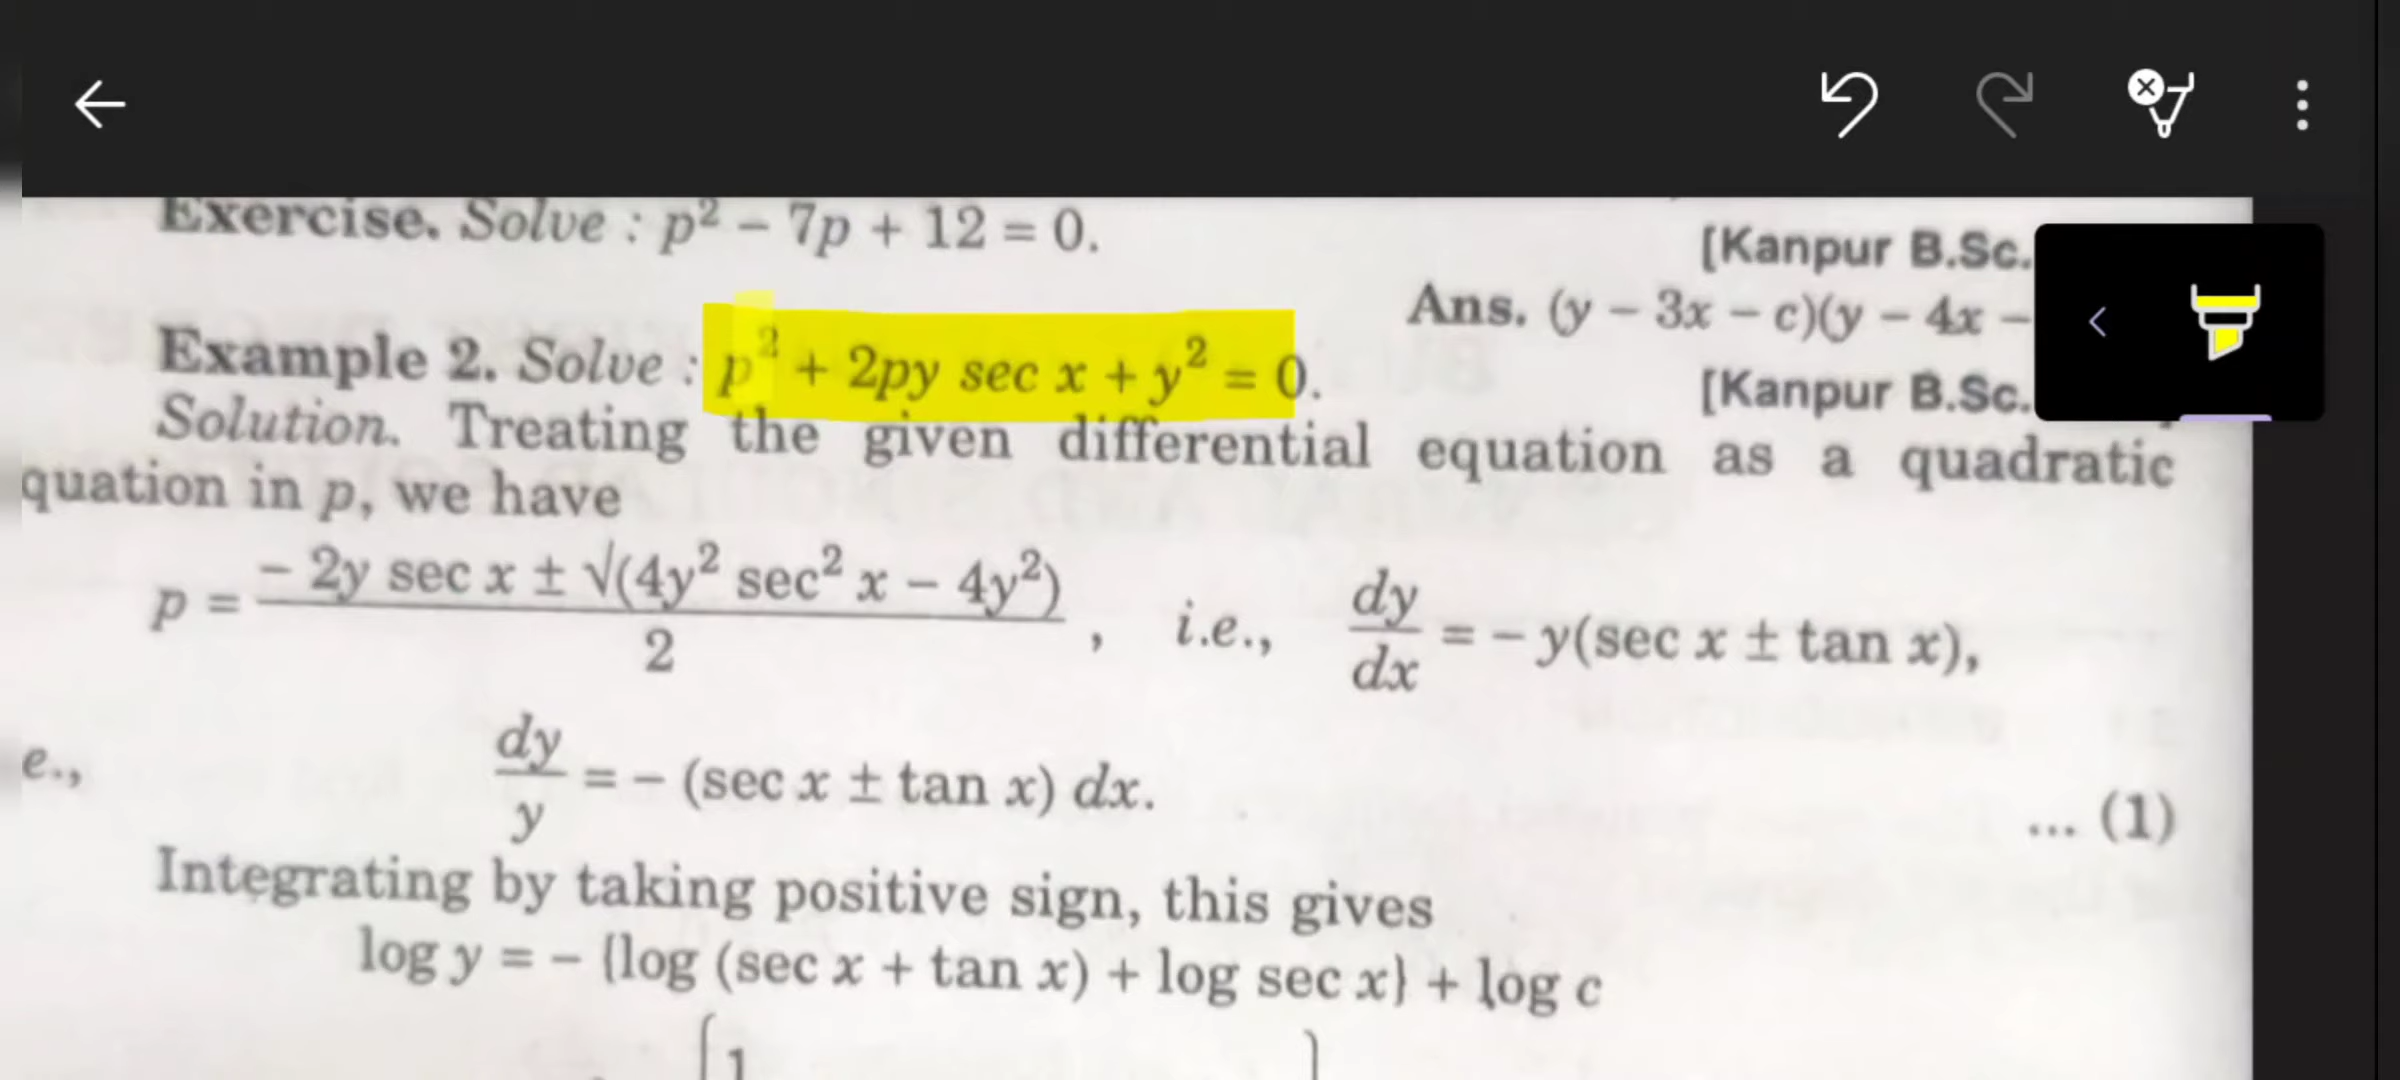 Exercise. Solve : p² − 7p + 12 = 0.
[Kanpur B.Sc.
Ans. (y − 3x − c)(y − 4x −
Example 2. Solve : p² + 2py sec x + y² = 0.
[Kanpur B.Sc.
Solution. Treating the given differential equation as a quadratic
quation in p, we have
p = − 2y sec x ± √(4y² sec² x − 4y²) / 2 , i.e., dy/dx = − y(sec x ± tan x),
e., dy/y = − (sec x ± tan x) dx. ... (1)
Integrating by taking positive sign, this gives
log y = − {log (sec x + tan x) + log sec x} + log c
1